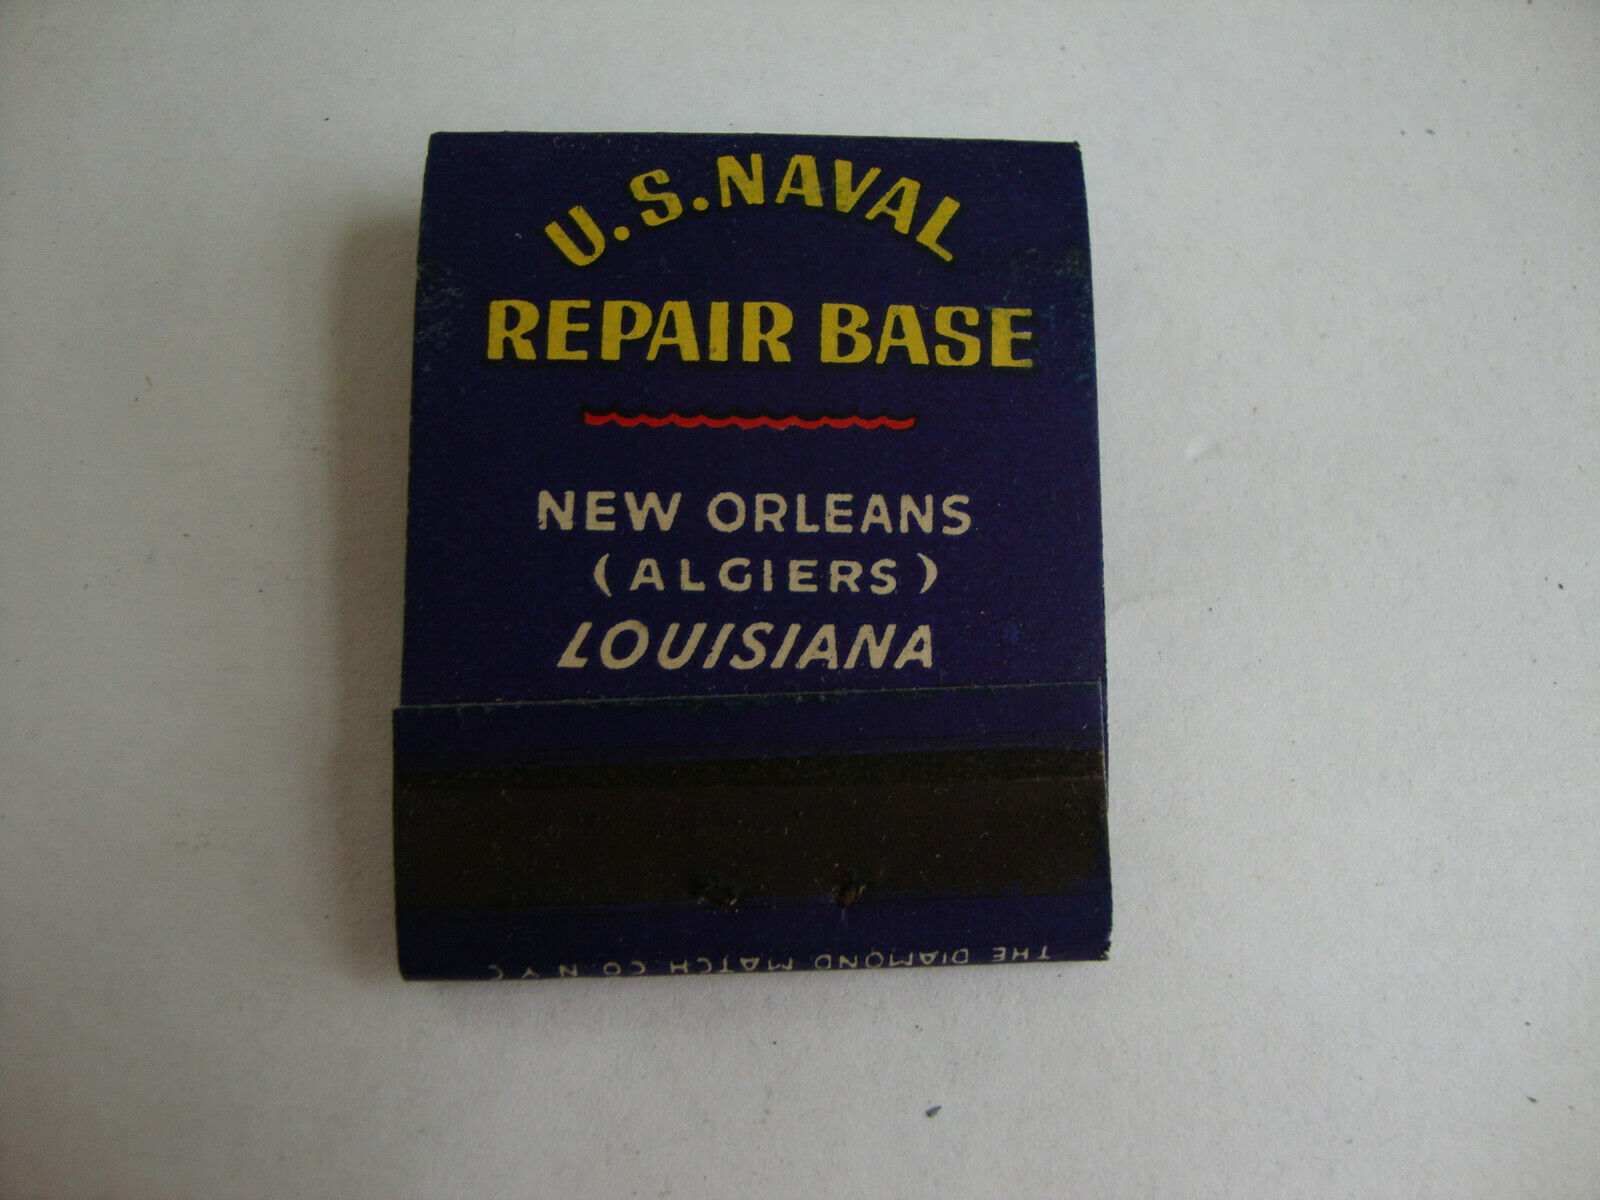 U.S. NAVAL
REPAIR BASE
NEW ORLEANS
(ALGIERS)
LOUISIANA
THE DIAMOND MATCH CO. N.Y.C